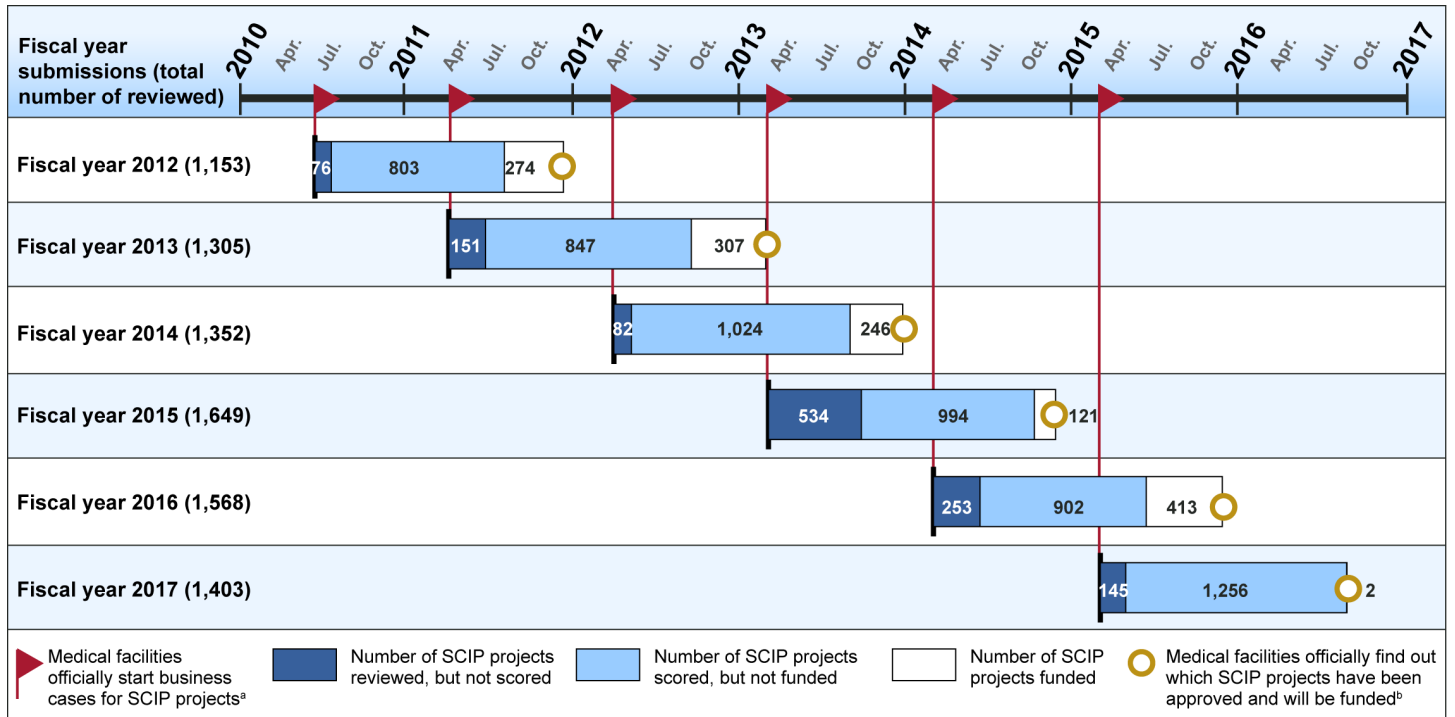 Fiscal year
submissions (total
number of reviewed)
2010 Apr. Jul. Oct. 2011 Apr. Jul. Oct. 2012 Apr. Jul. Oct. 2013 Apr. Jul. Oct. 2014 Apr. Jul. Oct. 2015 Apr. Jul. Oct. 2016 Apr. Jul. Oct. 2017
Fiscal year 2012 (1,153) 76 803 274
Fiscal year 2013 (1,305) 151 847 307
Fiscal year 2014 (1,352) 82 1,024 246
Fiscal year 2015 (1,649) 534 994 121
Fiscal year 2016 (1,568) 253 902 413
Fiscal year 2017 (1,403) 145 1,256 2
Medical facilities
officially start business
cases for SCIP projectsᵃ
Number of SCIP projects
reviewed, but not scored
Number of SCIP projects
scored, but not funded
Number of SCIP
projects funded
Medical facilities officially find out
which SCIP projects have been
approved and will be fundedᵇ